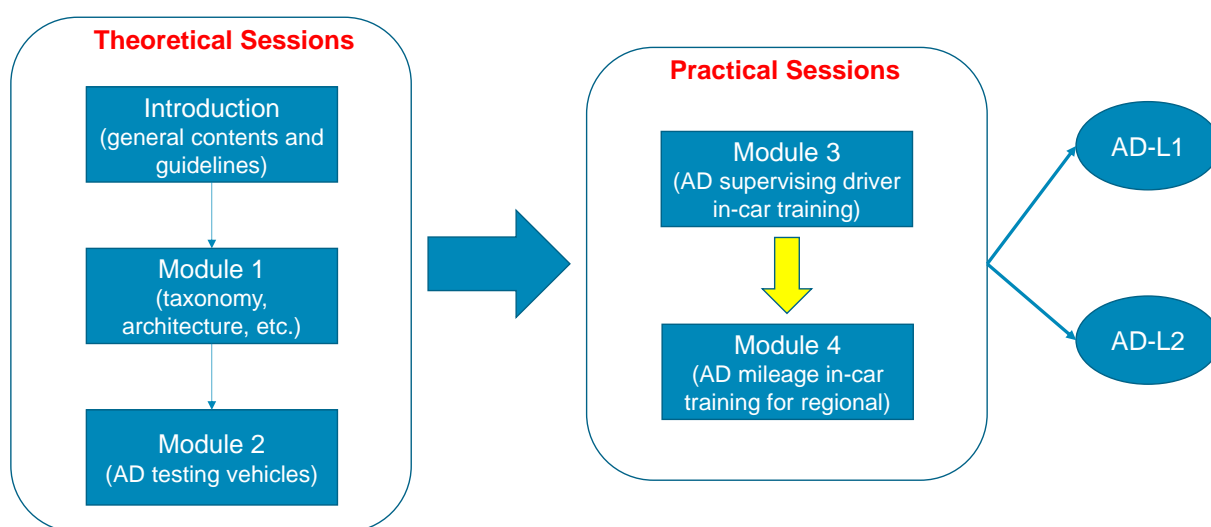 Theoretical Sessions
Introduction
(general contents and
guidelines)
Module 1
(taxonomy,
architecture, etc.)
Module 2
(AD testing vehicles)
Practical Sessions
Module 3
(AD supervising driver
in-car training)
Module 4
(AD mileage in-car
training for regional)
AD-L1
AD-L2